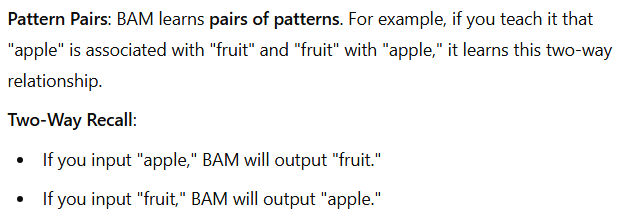 Pattern Pairs: BAM learns pairs of patterns. For example, if you teach it that
"apple" is associated with "fruit" and "fruit" with "apple," it learns this two-way
relationship.
Two-Way Recall:
• If you input "apple," BAM will output "fruit."
• If you input "fruit," BAM will output "apple."